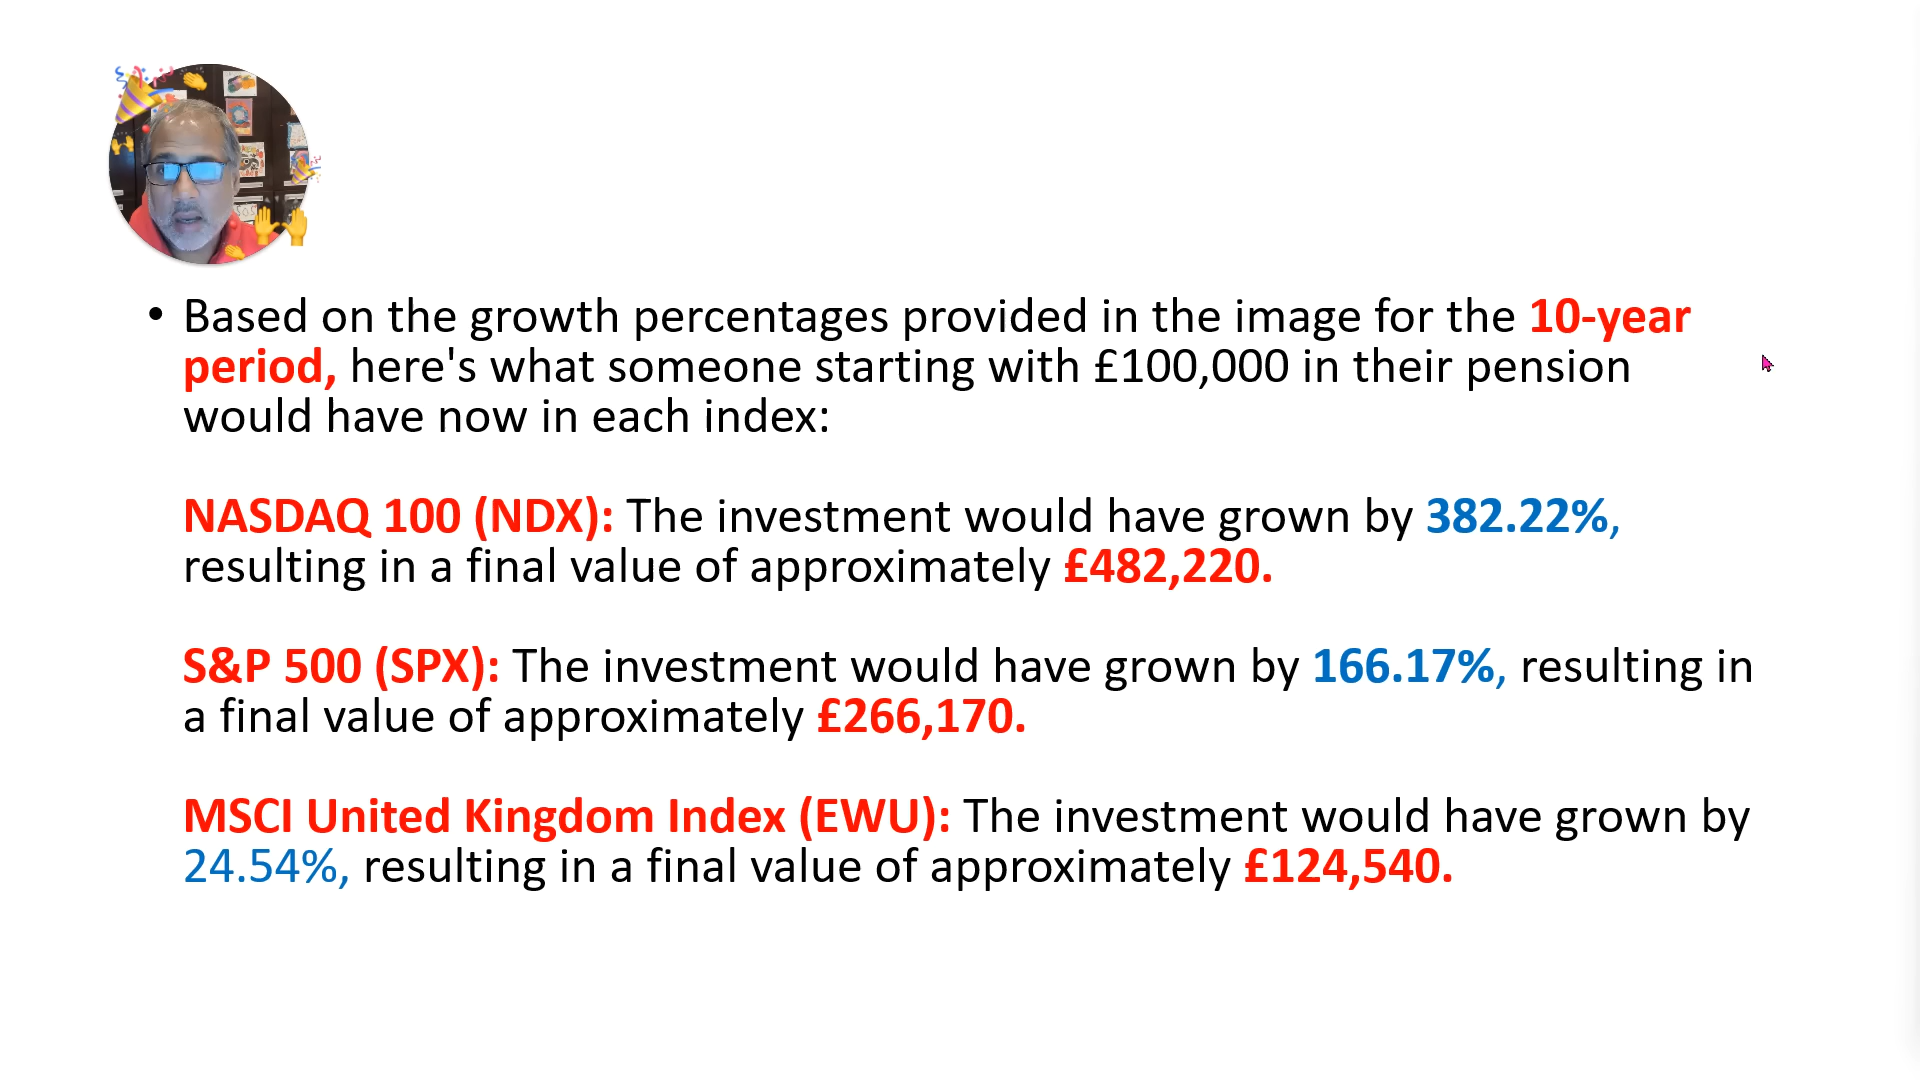 • Based on the growth percentages provided in the image for the 10-year
period, here's what someone starting with £100,000 in their pension
would have now in each index:
NASDAQ 100 (NDX): The investment would have grown by 382.22%,
resulting in a final value of approximately £482,220.
S&P 500 (SPX): The investment would have grown by 166.17%, resulting in
a final value of approximately £266,170.
MSCI United Kingdom Index (EWU): The investment would have grown by
24.54%, resulting in a final value of approximately £124,540.